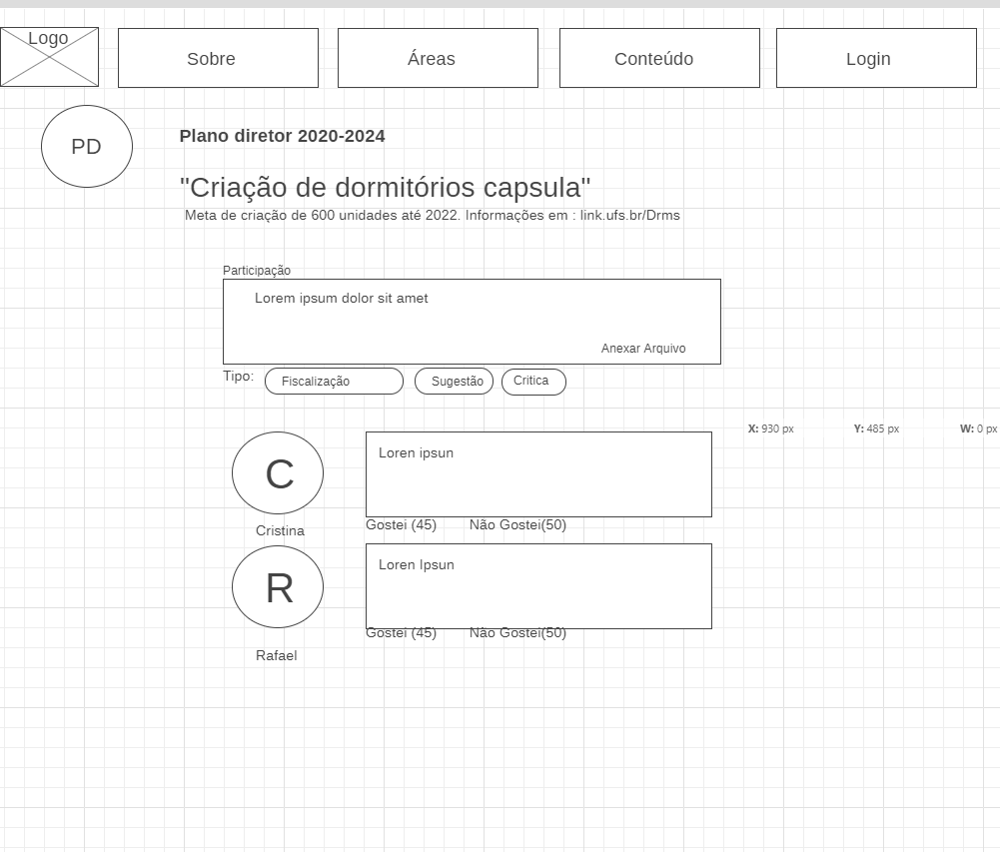 Logo
Sobre
Áreas
Conteúdo
Login
PD
Plano diretor 2020-2024
"Criação de dormitórios capsula"
Meta de criação de 600 unidades até 2022. Informações em : link.ufs.br/Drms
Participação
Lorem ipsum dolor sit amet
Anexar Arquivo
Tipo:
Fiscalização
Sugestão
Critica
X: 930 px Y: 485 px W: 0 px
C
Loren ipsun
Gostei (45) Não Gostei(50)
Cristina
R
Loren Ipsun
Gostei (45) Não Gostei(50)
Rafael